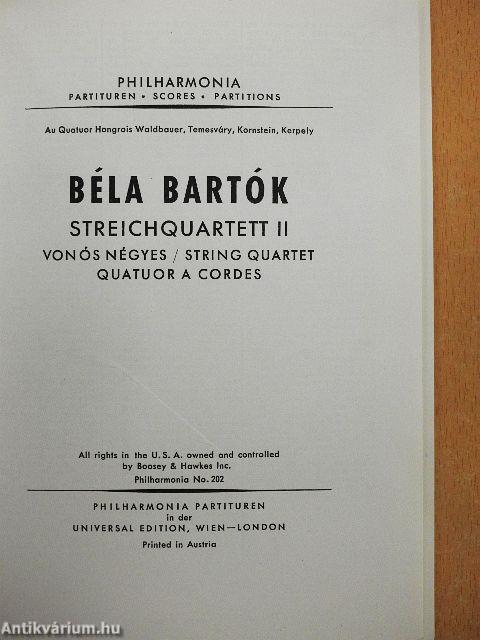 PHILHARMONIA
PARTITUREN • SCORES • PARTITIONS
Au Quatuor Hongrois Waldbauer, Temesváry, Kornstein, Kerpely
BÉLA BARTÓK
STREICHQUARTETT II
VONÓS NÉGYES / STRING QUARTET
QUATUOR A CORDES
All rights in the U. S. A. owned and controlled
by Boosey & Hawkes Inc.
Philharmonia No. 202
PHILHARMONIA PARTITUREN
in der
UNIVERSAL EDITION, WIEN—LONDON
Printed in Austria
Antikvárium.hu